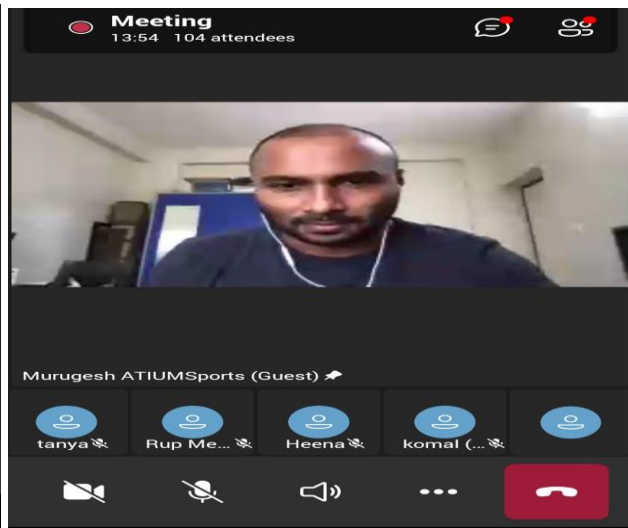 Meeting
13:54 104 attendees
Murugesh ATIUMSports (Guest)
tanya
Rup Me...
Heena
komal (...